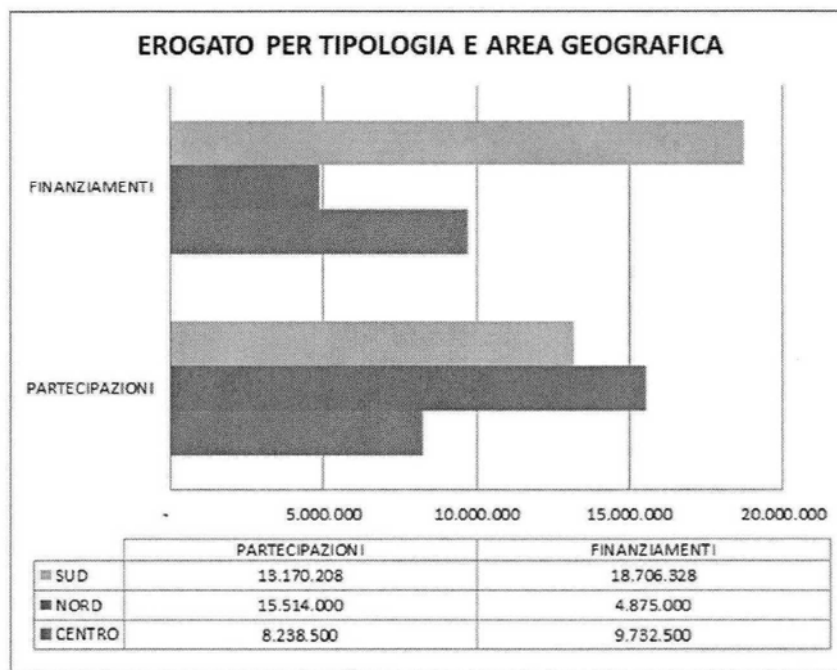 EROGATO PER TIPOLOGIA E AREA GEOGRAFICA
FINANZIAMENTI
PARTECIPAZIONI
- 5.000.000 10.000.000 15.000.000 20.000.000
PARTECIPAZIONI FINANZIAMENTI
SUD 13.170.208 18.706.328
NORD 15.514.000 4.875.000
CENTRO 8.238.500 9.732.500